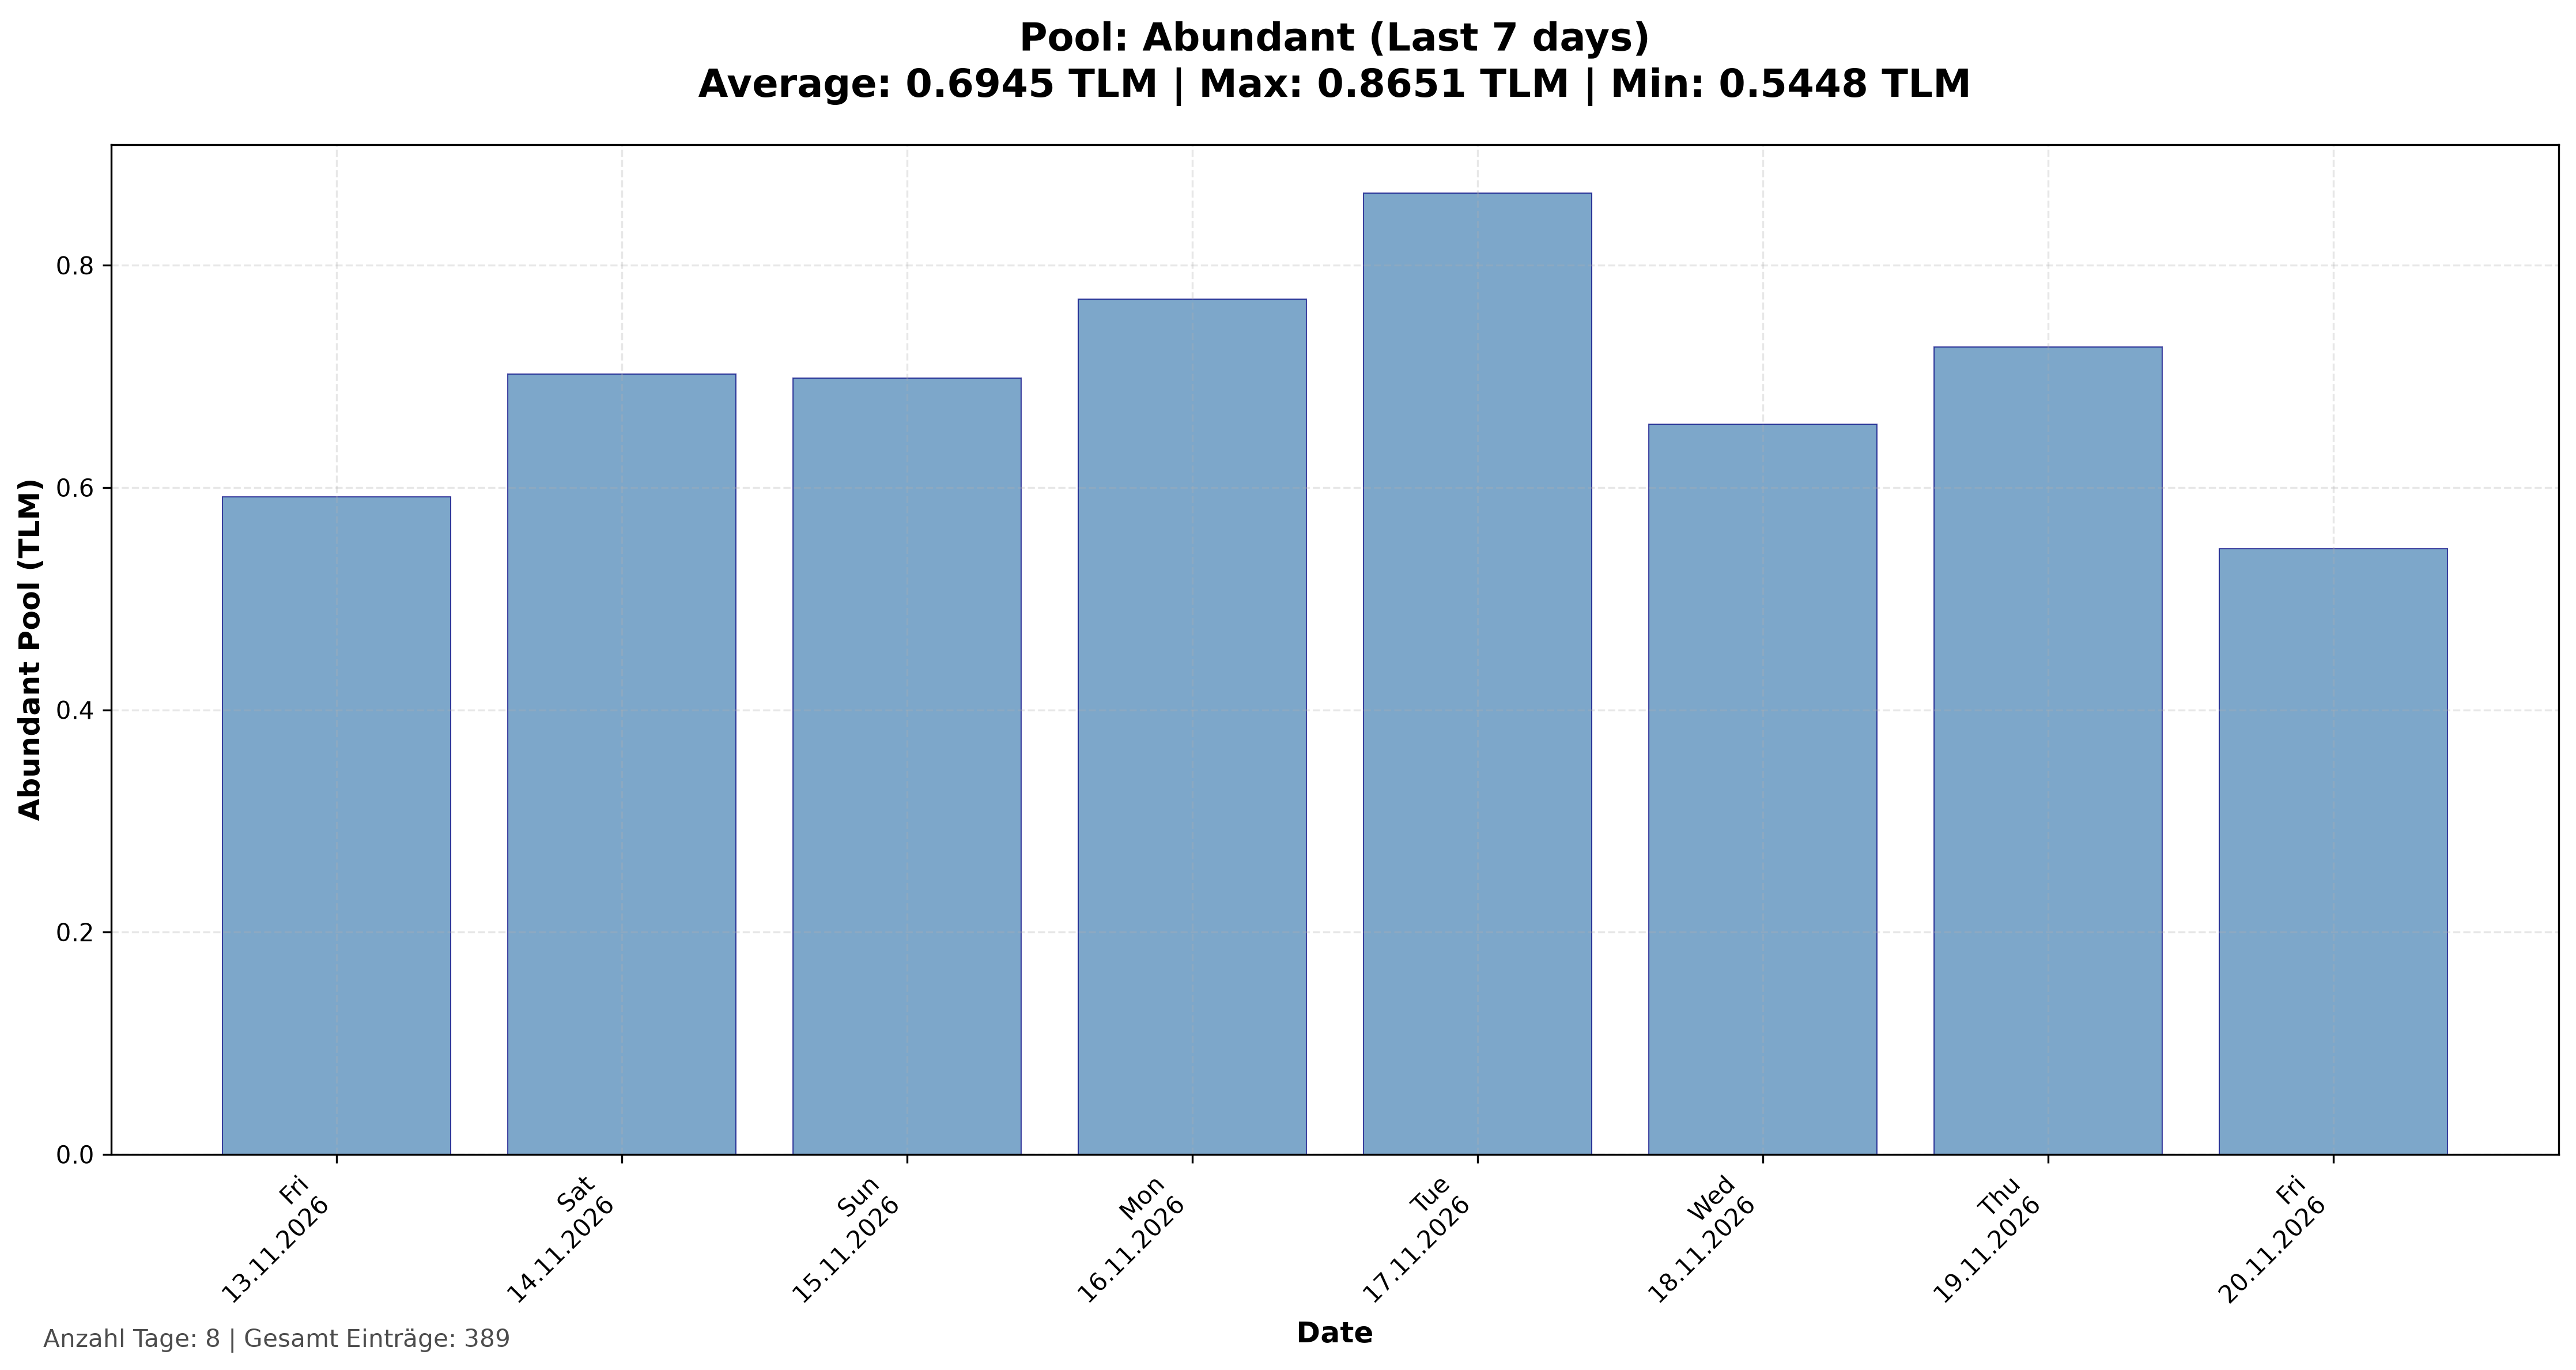 Pool: Abundant (Last 7 days)
Average: 0.6945 TLM | Max: 0.8651 TLM | Min: 0.5448 TLM
Abundant Pool (TLM)
0.8
0.6
0.4
0.2
0.0
Fri
13.11.2026
Sat
14.11.2026
Sun
15.11.2026
Mon
16.11.2026
Tue
17.11.2026
Wed
18.11.2026
Thu
19.11.2026
Fri
20.11.2026
Date
Anzahl Tage: 8 | Gesamt Einträge: 389